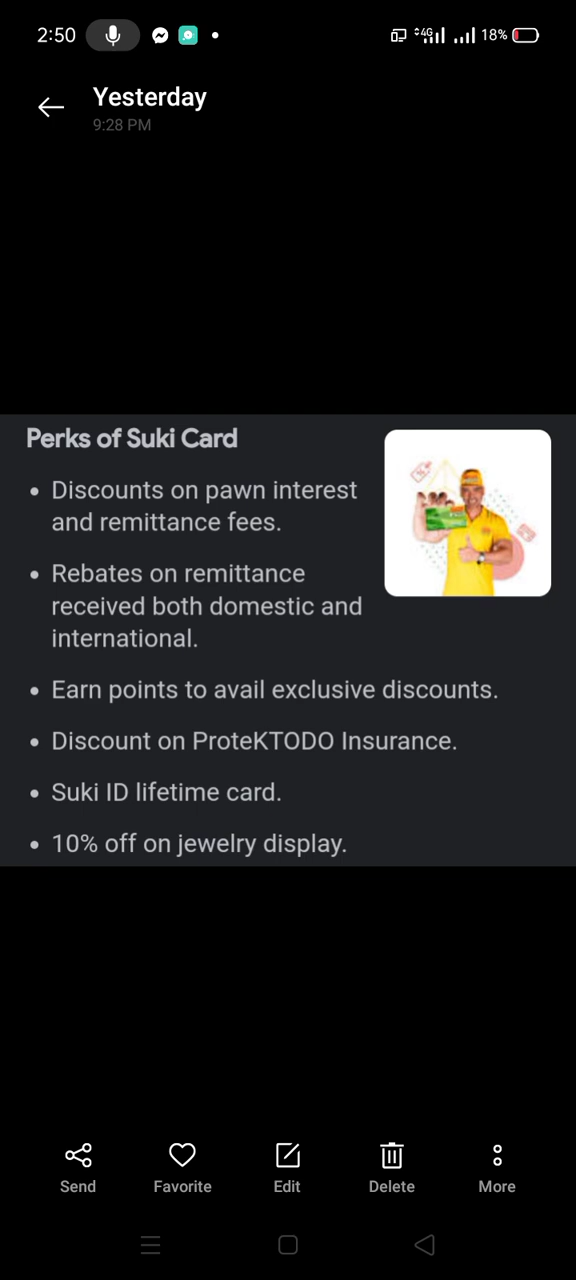 2:50
4G
18%
Yesterday
9:28 PM
Perks of Suki Card
• Discounts on pawn interest
and remittance fees.
• Rebates on remittance
received both domestic and
international.
• Earn points to avail exclusive discounts.
• Discount on ProteKTODO Insurance.
• Suki ID lifetime card.
• 10% off on jewelry display.
Send
Favorite
Edit
Delete
More